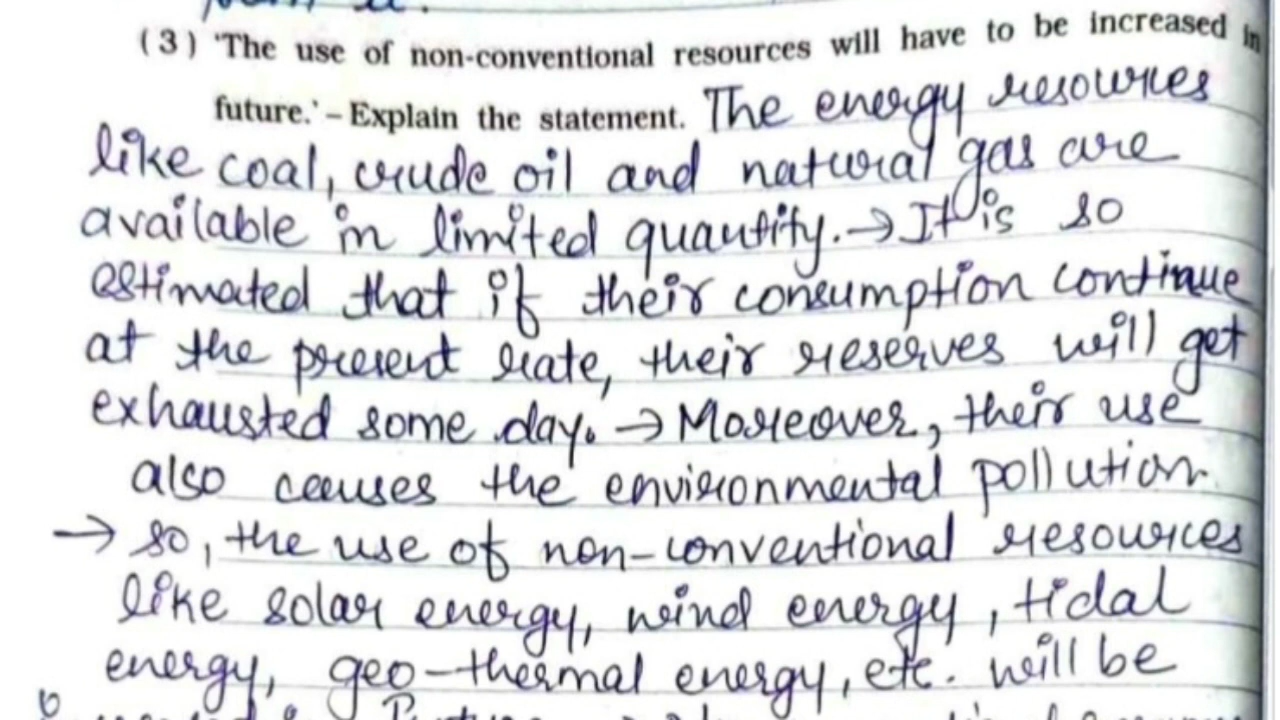 (3) 'The use of non-conventional resources will have to be increased in
future.' – Explain the statement. The energy resources
like coal, crude oil and natural gas are
available in limited quantity. → It is so
estimated that if their consumption continue
at the present rate, their reserves will get
exhausted some day. → Moreover, their use
also causes the environmental pollution
→ so, the use of non-conventional resources
like solar energy, wind energy, tidal
energy, geo-thermal energy, etc. will be